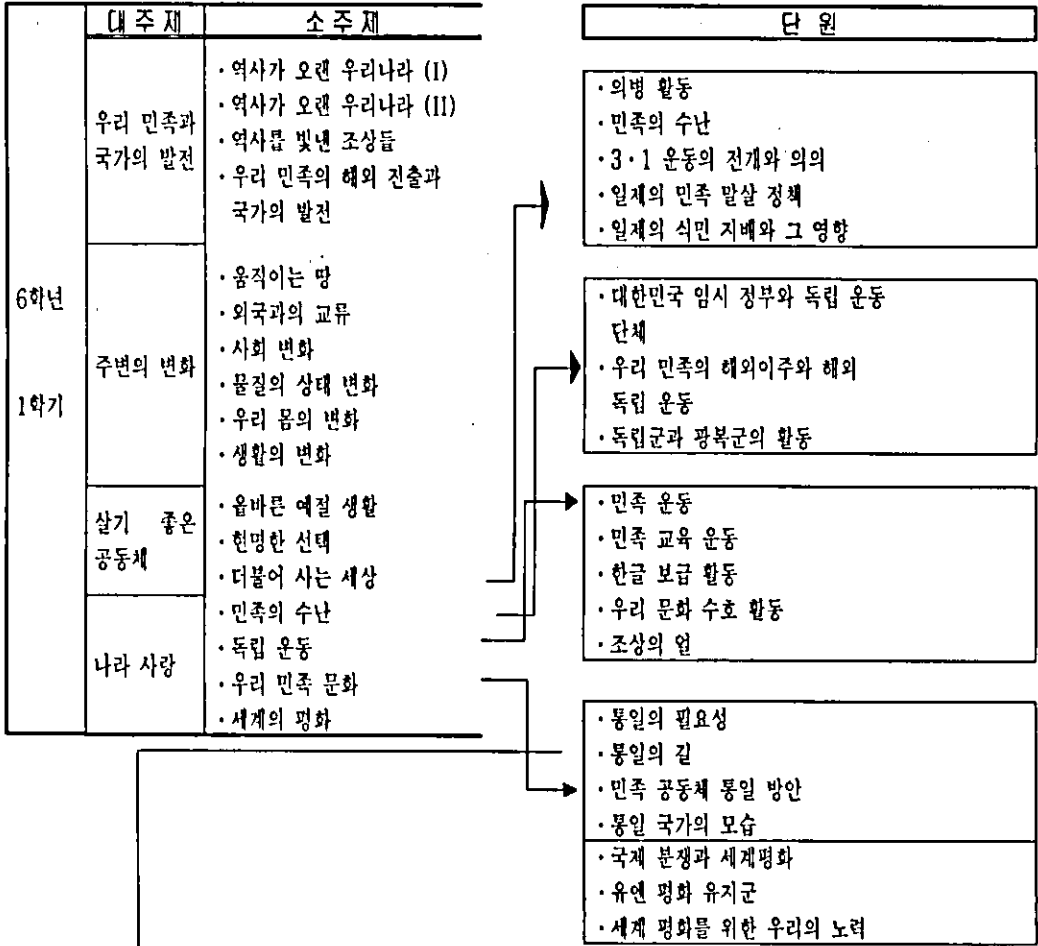 대주제 소주제
6학년
1학기
우리 민족과
국가의 발전
· 역사가 오랜 우리나라 (I)
· 역사가 오랜 우리나라 (II)
· 역사를 빛낸 조상들
· 우리 민족의 해외 진출과
국가의 발전
주변의 변화
· 움직이는 땅
· 외국과의 교류
· 사회 변화
· 물질의 상태 변화
· 우리 몸의 변화
· 생활의 변화
살기 좋은
공동체
· 올바른 예절 생활
· 현명한 선택
· 더불어 사는 세상
나라 사랑
· 민족의 수난
· 독립 운동
· 우리 민족 문화
· 세계의 평화
단 원
· 의병 활동
· 민족의 수난
· 3·1 운동의 전개와 의의
· 일제의 민족 말살 정책
· 일제의 식민 지배와 그 영향
· 대한민국 임시 정부와 독립 운동
단체
· 우리 민족의 해외이주와 해외
독립 운동
· 독립군과 광복군의 활동
· 민족 운동
· 민족 교육 운동
· 한글 보급 활동
· 우리 문화 수호 활동
· 조상의 얼
· 통일의 필요성
· 통일의 길
· 민족 공동체 통일 방안
· 통일 국가의 모습
· 국제 분쟁과 세계평화
· 유엔 평화 유지군
· 세계 평화를 위한 우리의 노력